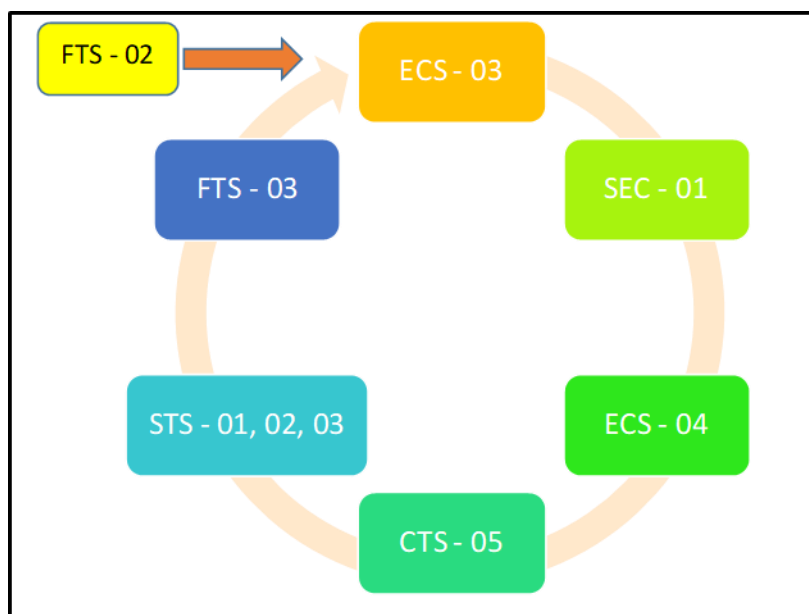 FTS - 02
ECS - 03
SEC - 01
ECS - 04
CTS - 05
STS - 01, 02, 03
FTS - 03